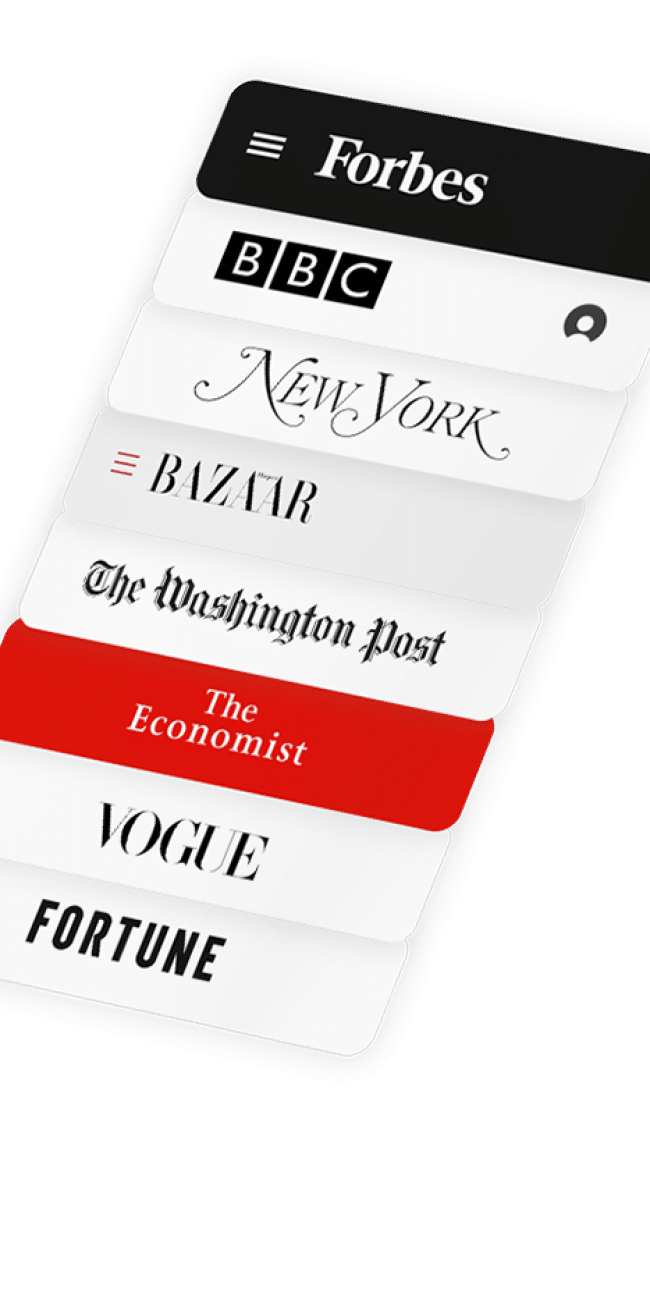 Forbes
BBC
NEW YORK
BAZAAR
The Washington Post
The
Economist
VOGUE
FORTUNE